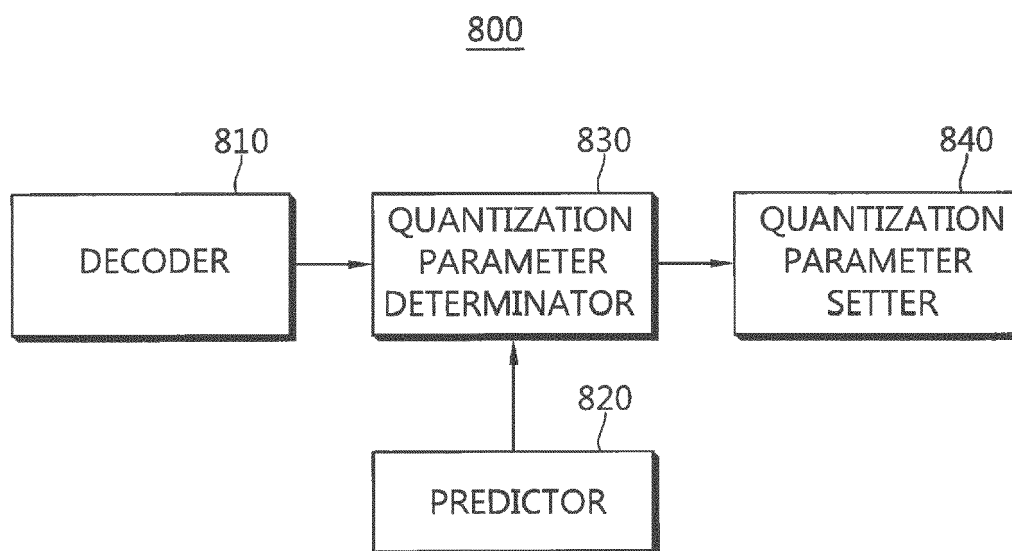 800
810
DECODER
830
QUANTIZATION
PARAMETER
DETERMINATOR
840
QUANTIZATION
PARAMETER
SETTER
820
PREDICTOR